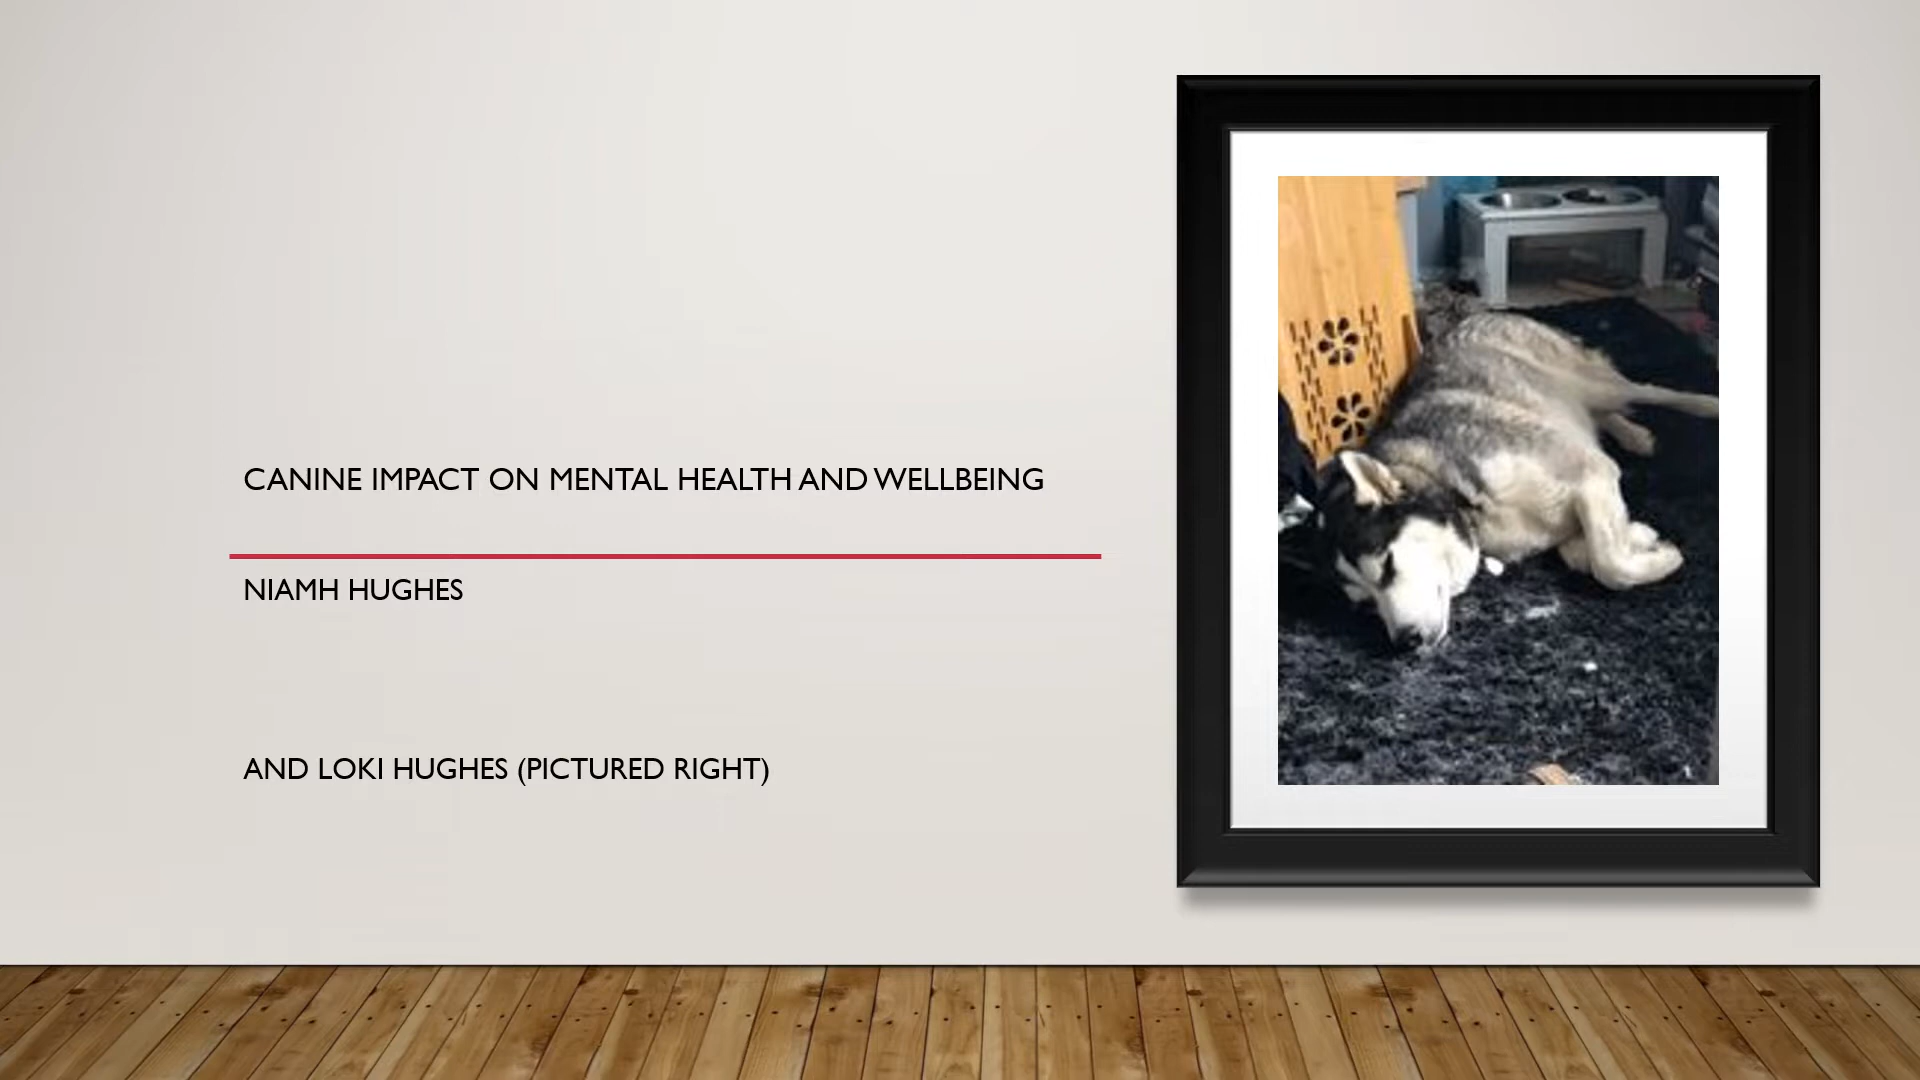 CANINE IMPACT ON MENTAL HEALTH AND WELLBEING
NIAMH HUGHES
AND LOKI HUGHES (PICTURED RIGHT)